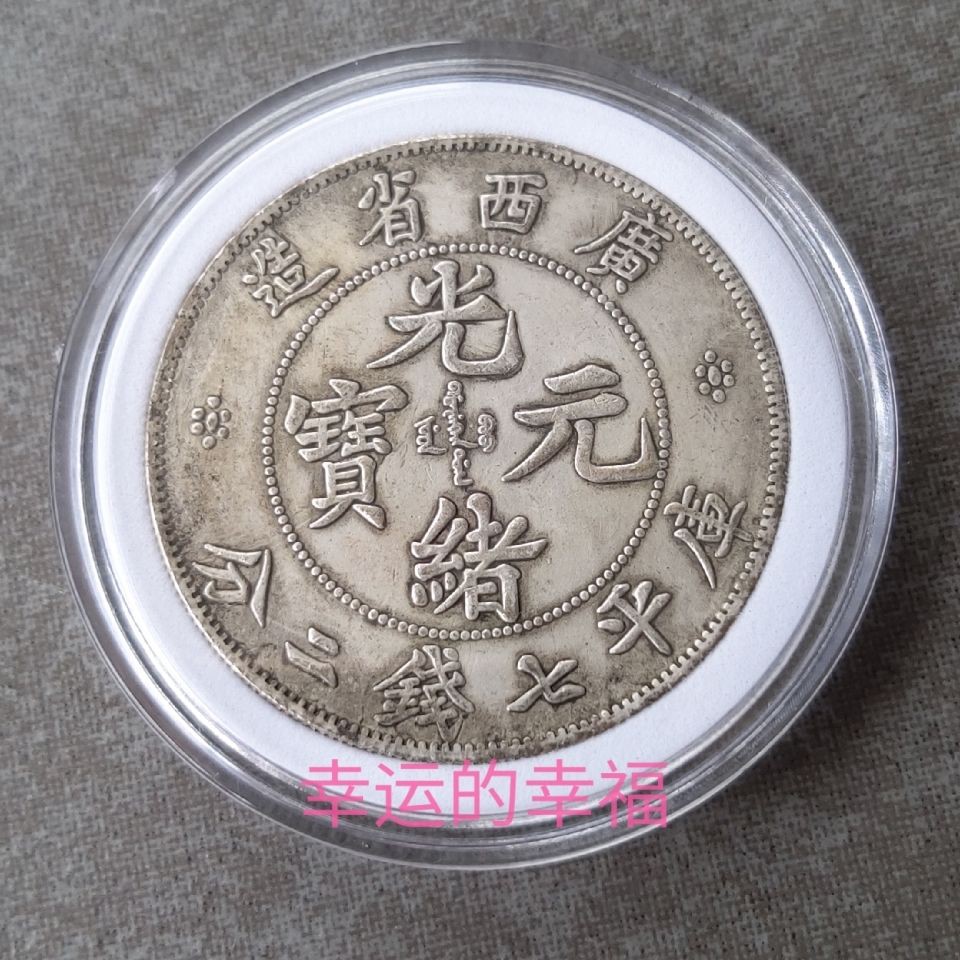 廣西省造
光緒元寶
庫平七錢二分
幸运的幸福